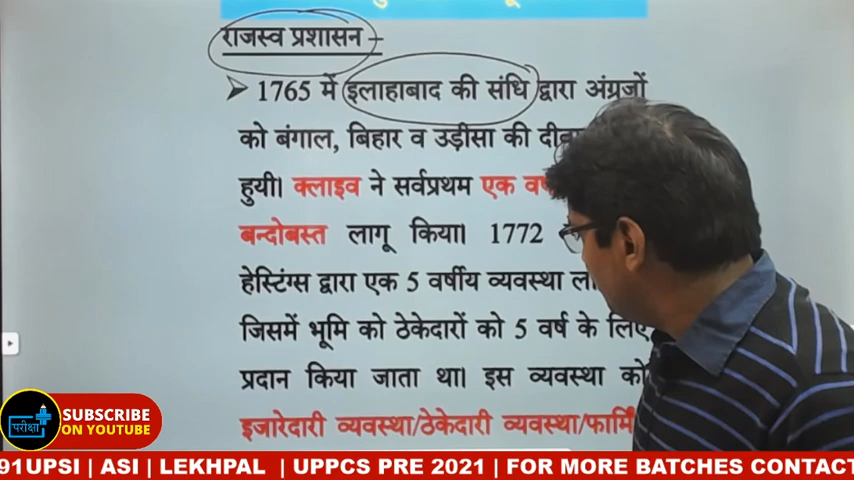 राजस्व प्रशासन –
➤ 1765 में इलाहाबाद की संधि द्वारा अंग्रजों
को बंगाल, बिहार व उड़ीसा की
हुयी। क्लाइव ने सर्वप्रथम एक
बन्दोबस्त लागू किया। 1772
हेस्टिंग्स द्वारा एक 5 वर्षीय व्यवस्था
जिसमें भूमि को ठेकेदारों को 5 वर्ष के लिए
प्रदान किया जाता था। इस व्यवस्था को
इजारेदारी व्यवस्था/ठेकेदारी व्यवस्था/
परीक्षा
SUBSCRIBE
ON YOUTUBE
91UPSI | ASI | LEKHPAL | UPPCS PRE 2021 | FOR MORE BATCHES CONTACT